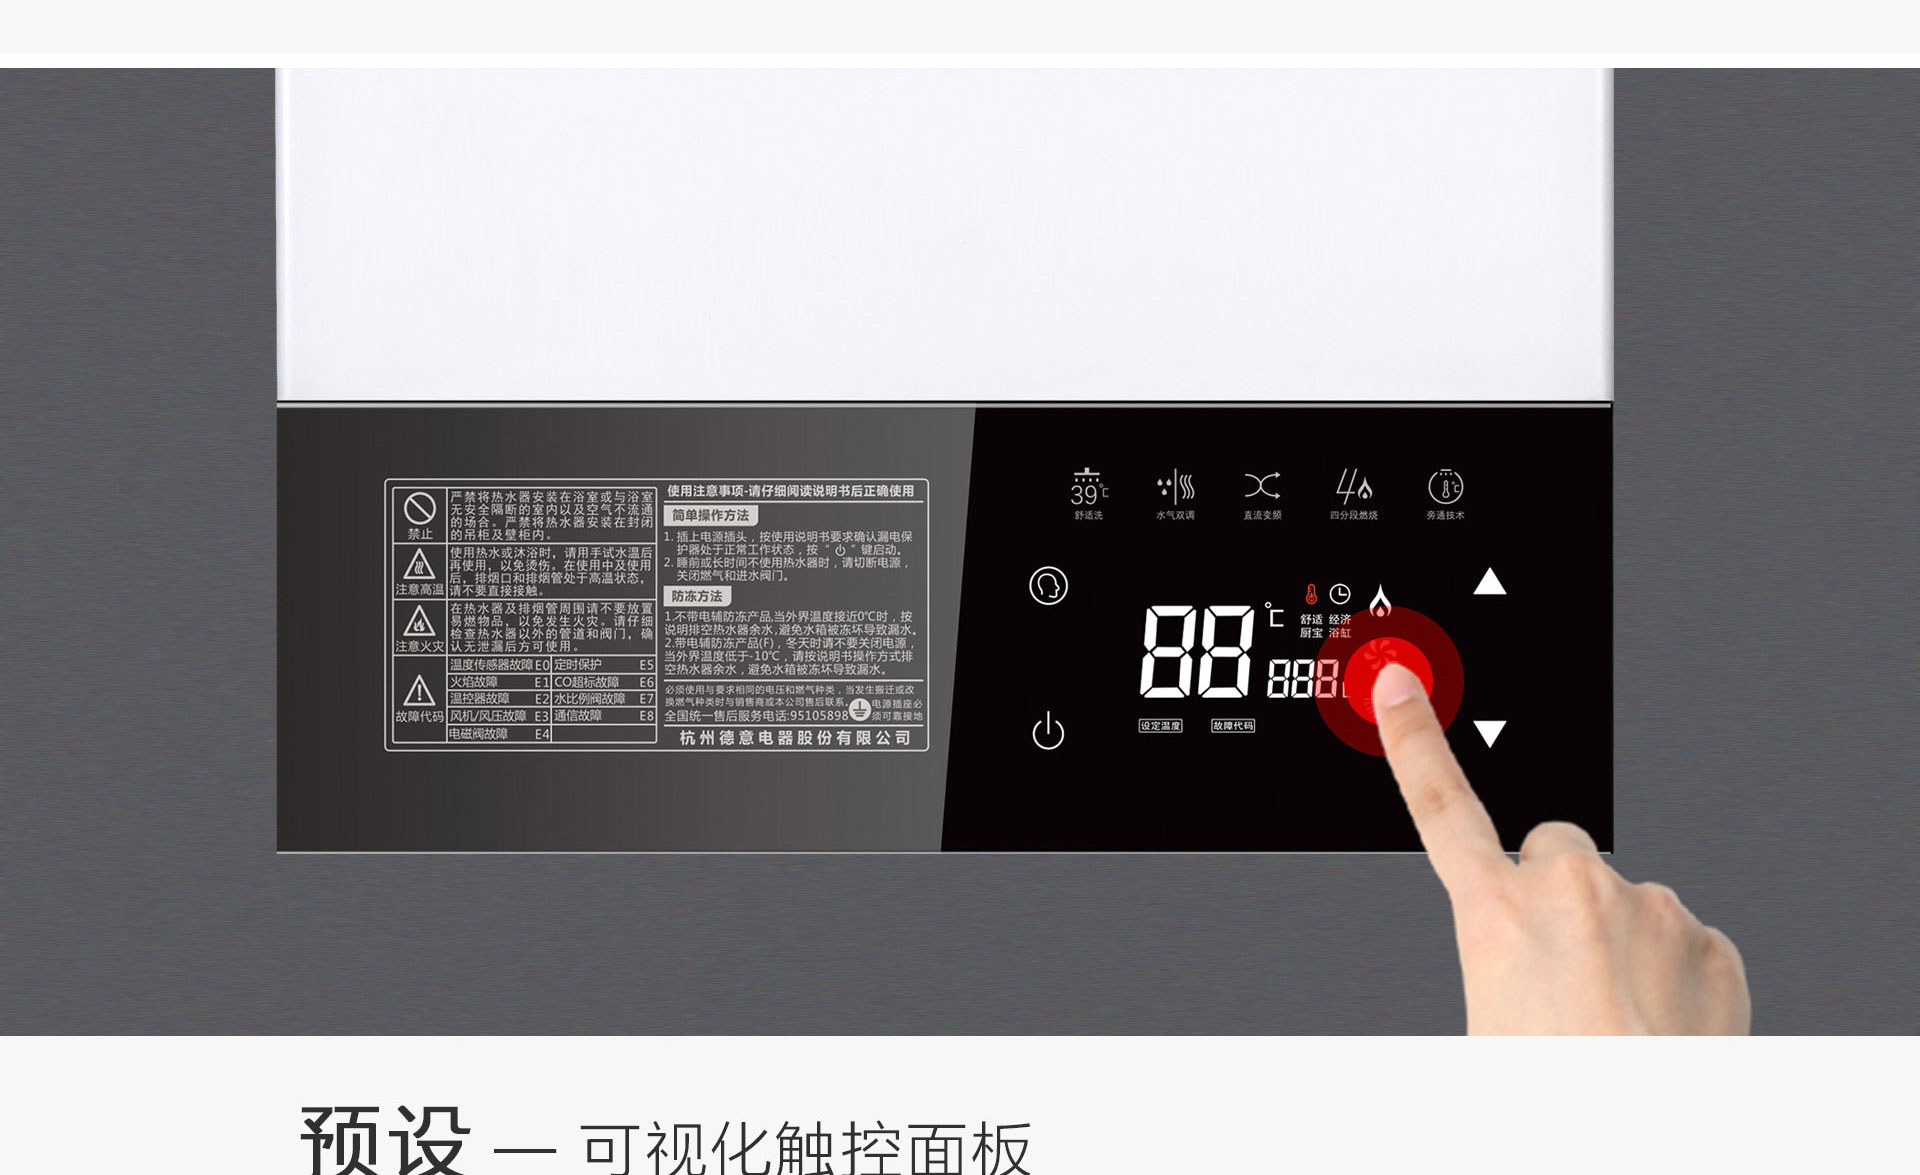 禁止
严禁将热水器安装在浴室或与浴室
无安全隔断的室内以及空气不流通
的场合。严禁将热水器安装在封闭
的吊柜及壁柜内。
注意高温
使用热水或沐浴时，请用手试水温后
再使用，以免烫伤。在使用中及使用
后，排烟口和排烟管处于高温状态，
请不要直接接触。
注意火灾
在热水器及排烟管周围请不要放置
易燃物品，以免发生火灾。请仔细
检查热水器以外的管道和阀门，确
认无泄漏后方可使用。
故障代码
温度传感器故障 E0 定时保护 E5
火焰故障 E1 CO超标故障 E6
温控器故障 E2 水比例阀故障 E7
风机/风压故障 E3 通信故障 E8
电磁阀故障 E4
使用注意事项-请仔细阅读说明书后正确使用
简单操作方法
1. 插上电源插头，按使用说明书要求确认漏电保
护器处于正常工作状态，按“⏻”键启动。
2. 睡前或长时间不使用热水器时，请切断电源，
关闭燃气和进水阀门。
防冻方法
1.不带电辅防冻产品,当外界温度接近0℃时，按
说明排空热水器余水,避免水箱被冻坏导致漏水。
2.带电辅防冻产品(F)，冬天时请不要关闭电源，
当外界温度低于-10℃，请按说明书操作方式排
空热水器余水，避免水箱被冻坏导致漏水。
必须使用与要求相同的电压和燃气种类，当发生搬迁或改
换燃气种类时与销售商或本公司售后联系。
全国统一售后服务电话:95105898
电源插座必
须可靠接地
杭州德意电器股份有限公司
39℃
舒适洗
水气双调
直流变频
4
四分段燃烧
℃
旁通技术
88℃
舒适 经济
厨宝 浴缸
888
设定温度
故障代码
预设 — 可视化触控面板